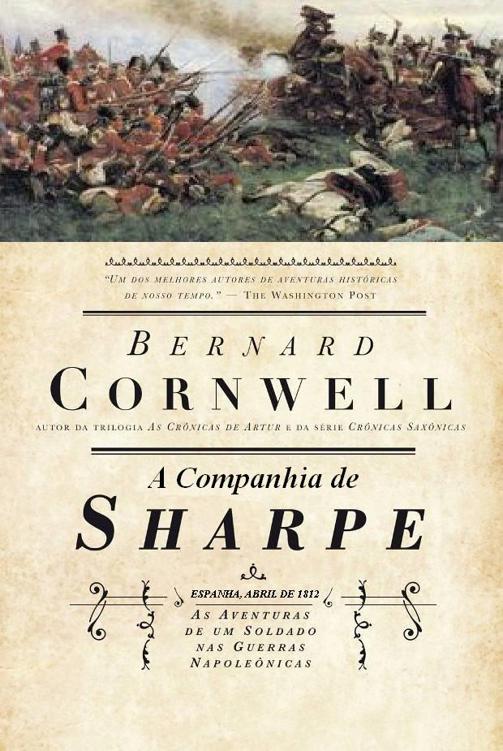 “Um dos melhores autores de aventuras históricas
de nosso tempo.” — The Washington Post
Bernard
Cornwell
autor da trilogia As Crônicas de Artur e da série Crônicas Saxônicas
A Companhia de
Sharpe
ESPANHA, ABRIL DE 1812
As Aventuras
de um Soldado
nas Guerras
Napoleônicas